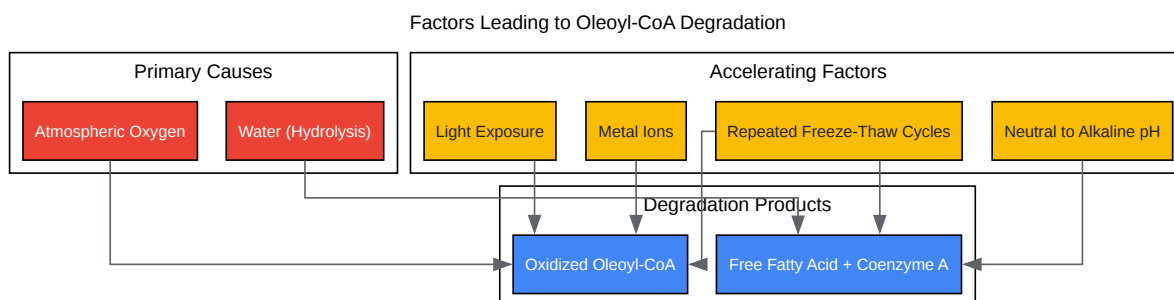 Factors Leading to Oleoyl-CoA Degradation
Primary Causes
Accelerating Factors
Atmospheric Oxygen
Water (Hydrolysis)
Light Exposure
Metal Ions
Repeated Freeze-Thaw Cycles
Neutral to Alkaline pH
Degradation Products
Oxidized Oleoyl-CoA
Free Fatty Acid + Coenzyme A